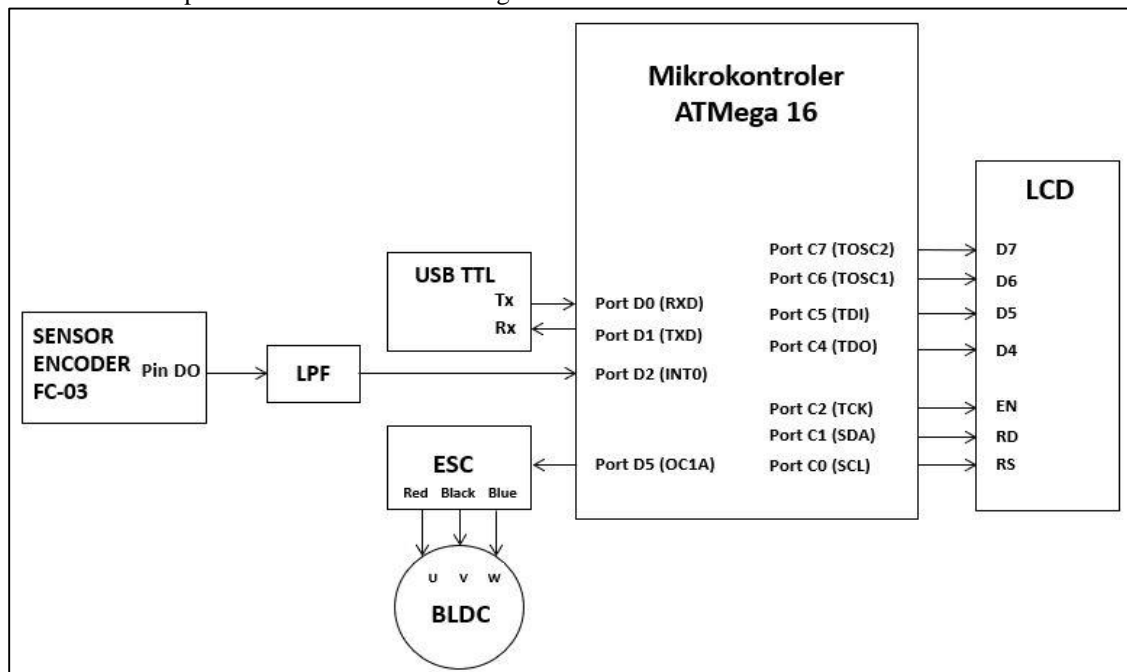 Mikrokontroler
ATMega 16
LCD
Port C7 (TOSC2)
D7
Port C6 (TOSC1)
D6
Port C5 (TDI)
D5
Port C4 (TDO)
D4
Port C2 (TCK)
EN
Port C1 (SDA)
RD
Port C0 (SCL)
RS
USB TTL
Tx
Rx
Port D0 (RXD)
Port D1 (TXD)
Port D2 (INT0)
Port D5 (OC1A)
SENSOR
ENCODER
FC-03
Pin DO
LPF
ESC
Red Black Blue
U V W
BLDC